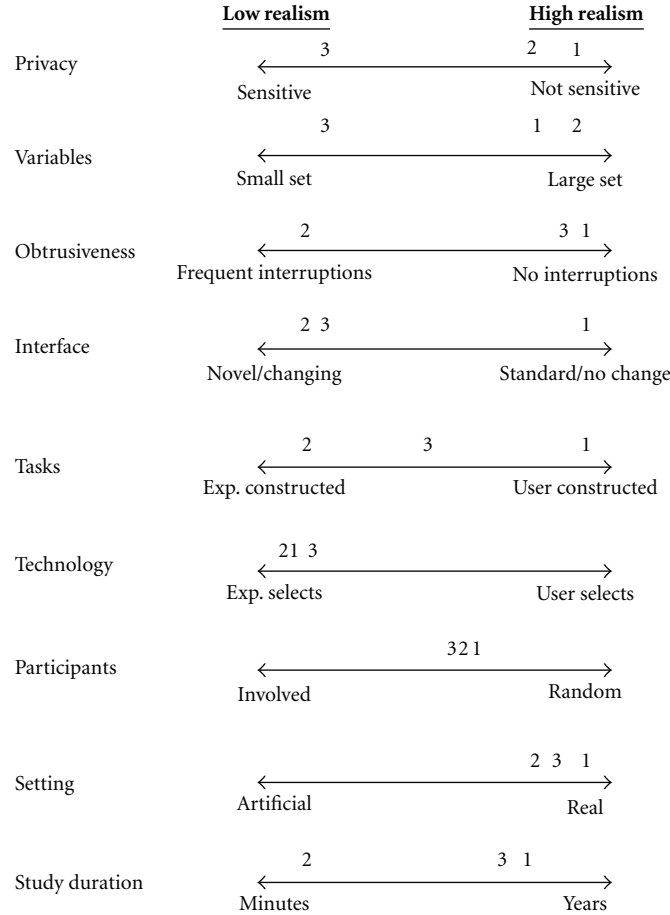 Low realism High realism
3 2 1
Privacy
Sensitive Not sensitive
3 1 2
Variables
Small set Large set
2 3 1
Obtrusiveness
Frequent interruptions No interruptions
2 3 1
Interface
Novel/changing Standard/no change
2 3 1
Tasks
Exp. constructed User constructed
21 3
Technology
Exp. selects User selects
321
Participants
Involved Random
2 3 1
Setting
Artificial Real
2 3 1
Study duration
Minutes Years